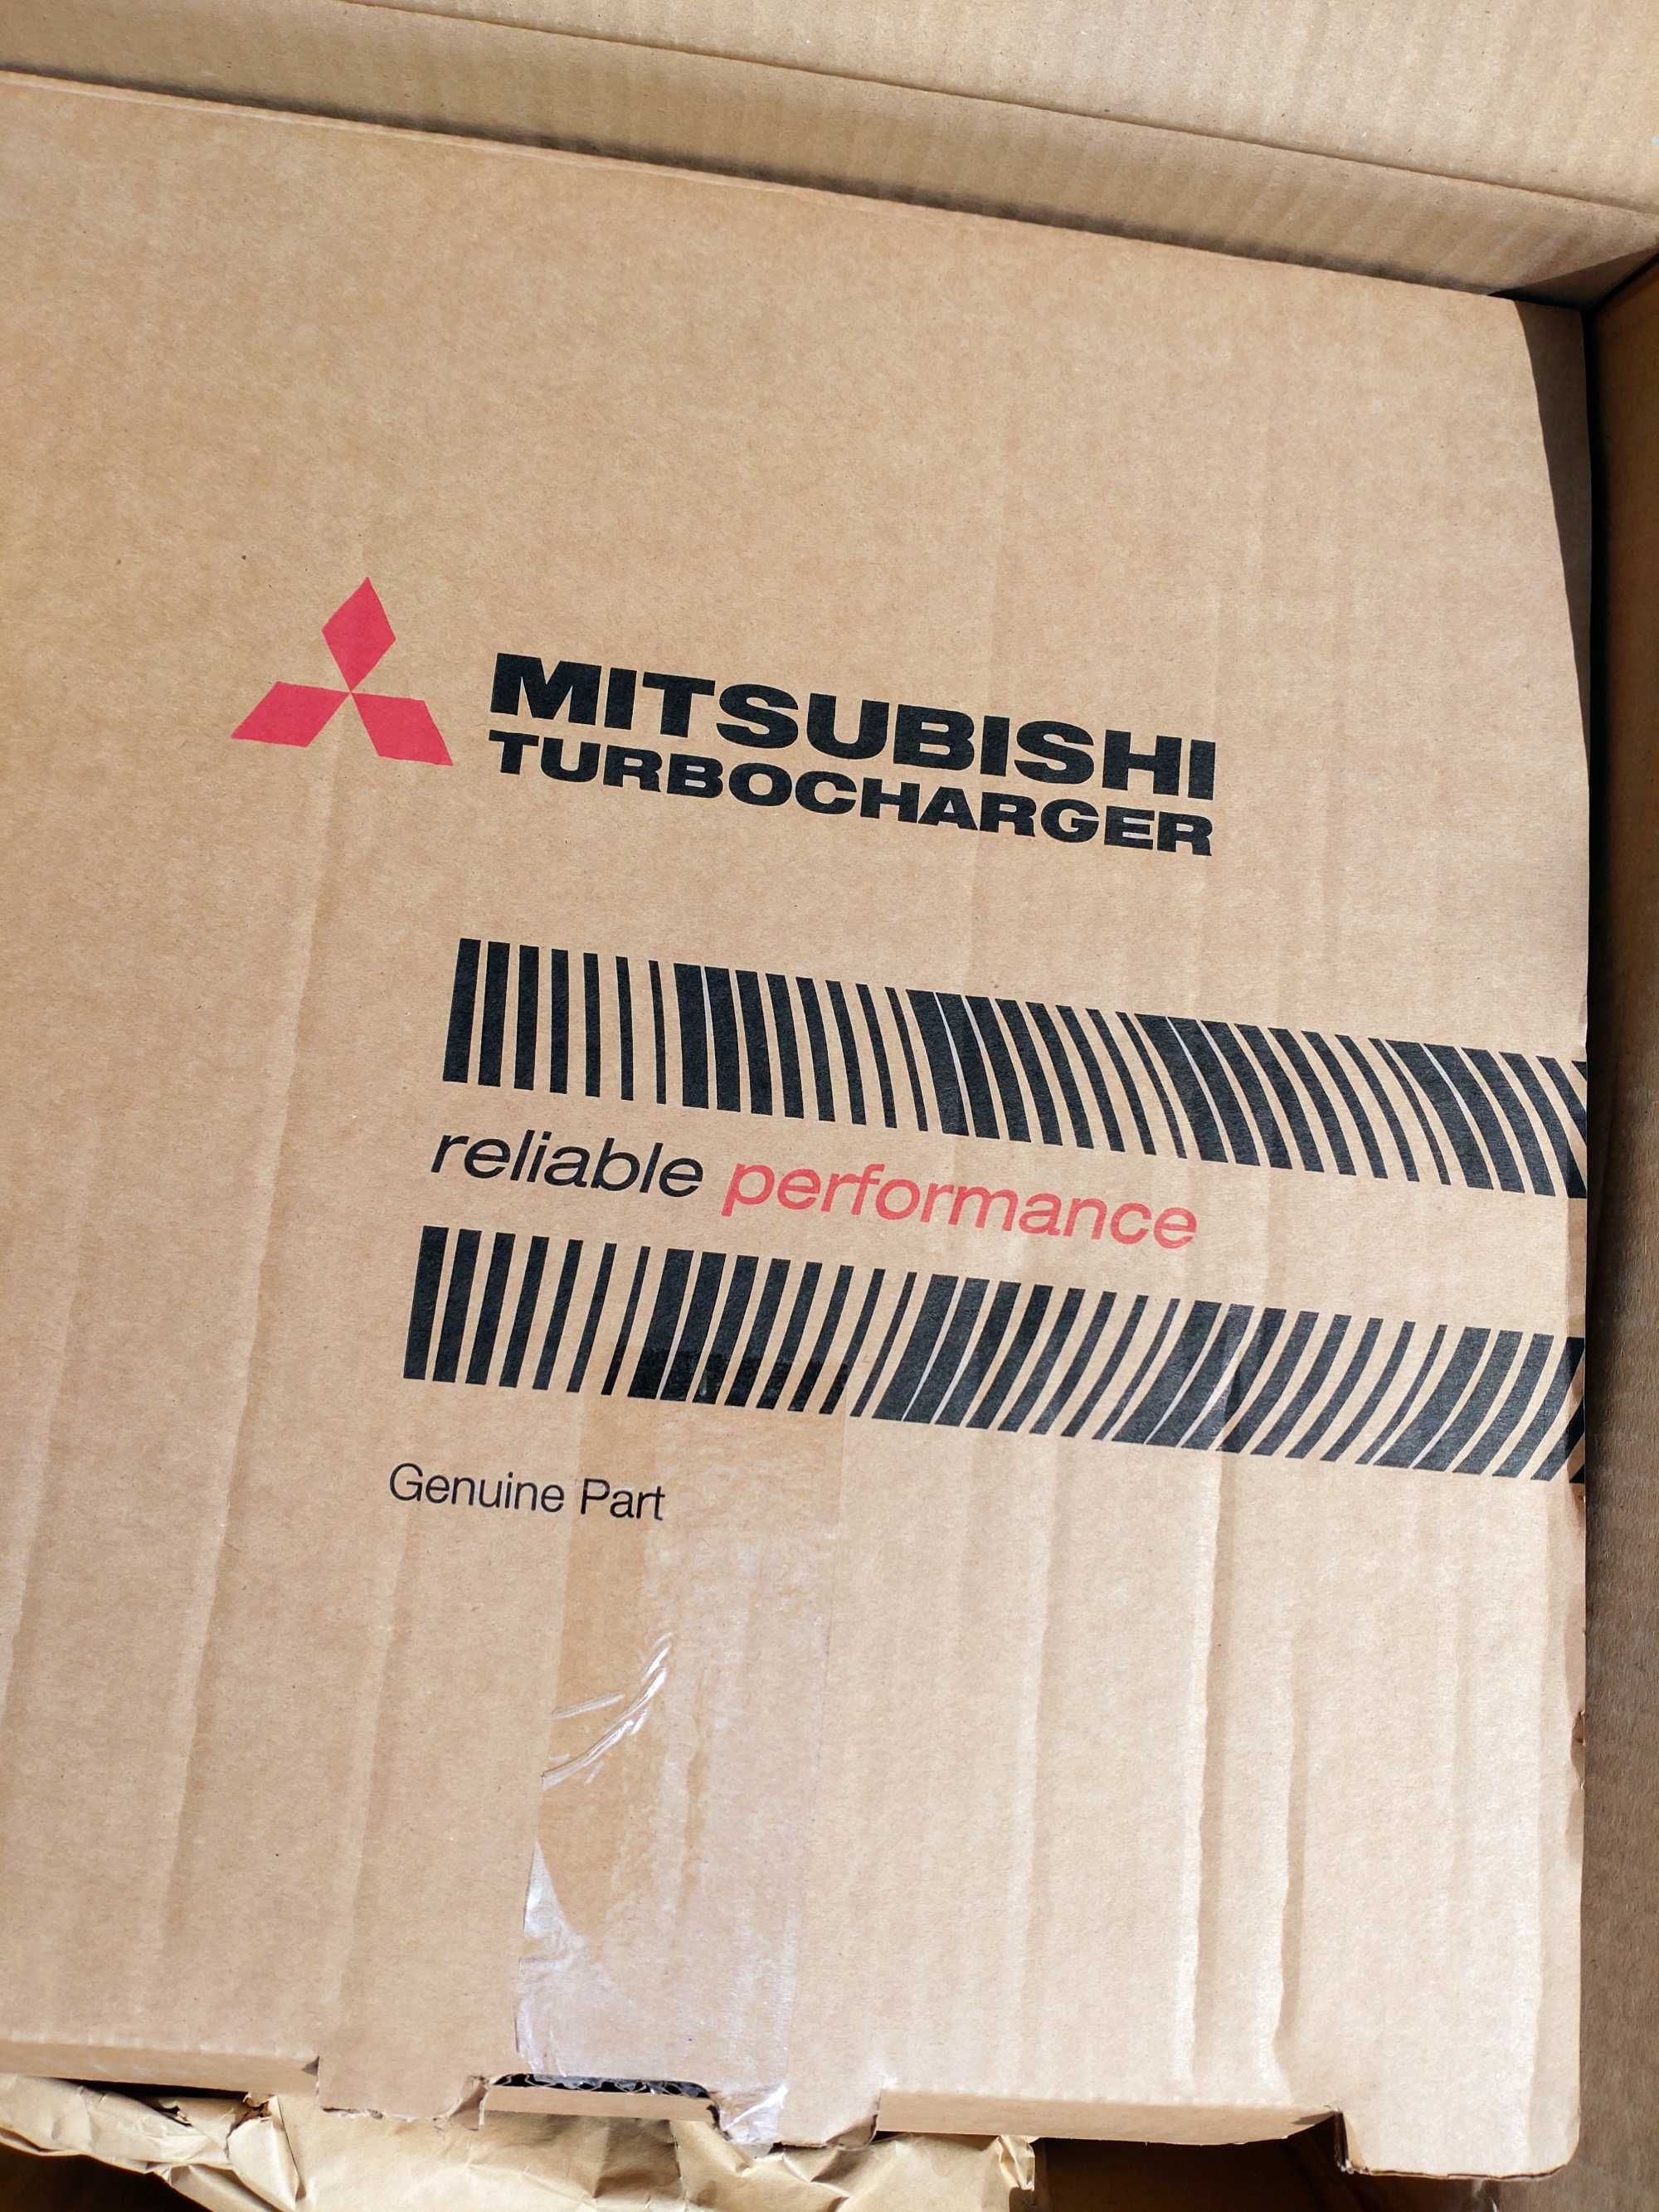 MITSUBISHI
TURBOCHARGER
reliable performance
Genuine Part